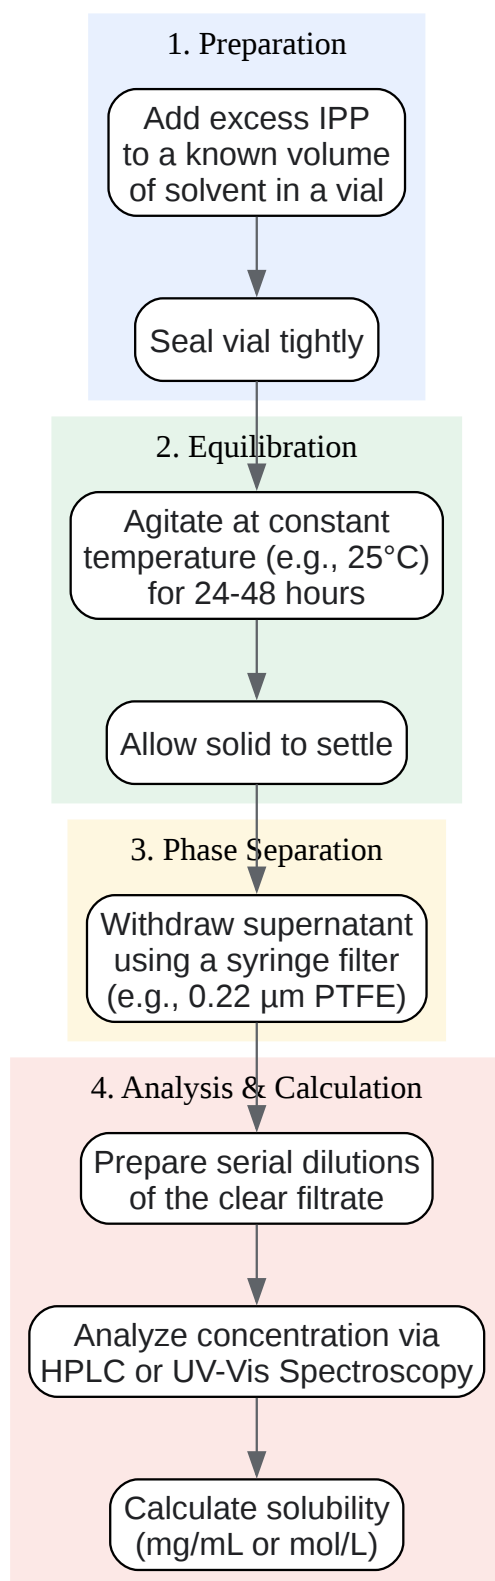 1. Preparation
Add excess IPP
to a known volume
of solvent in a vial
Seal vial tightly
2. Equilibration
Agitate at constant
temperature (e.g., 25°C)
for 24-48 hours
Allow solid to settle
3. Phase Separation
Withdraw supernatant
using a syringe filter
(e.g., 0.22 µm PTFE)
4. Analysis & Calculation
Prepare serial dilutions
of the clear filtrate
Analyze concentration via
HPLC or UV-Vis Spectroscopy
Calculate solubility
(mg/mL or mol/L)